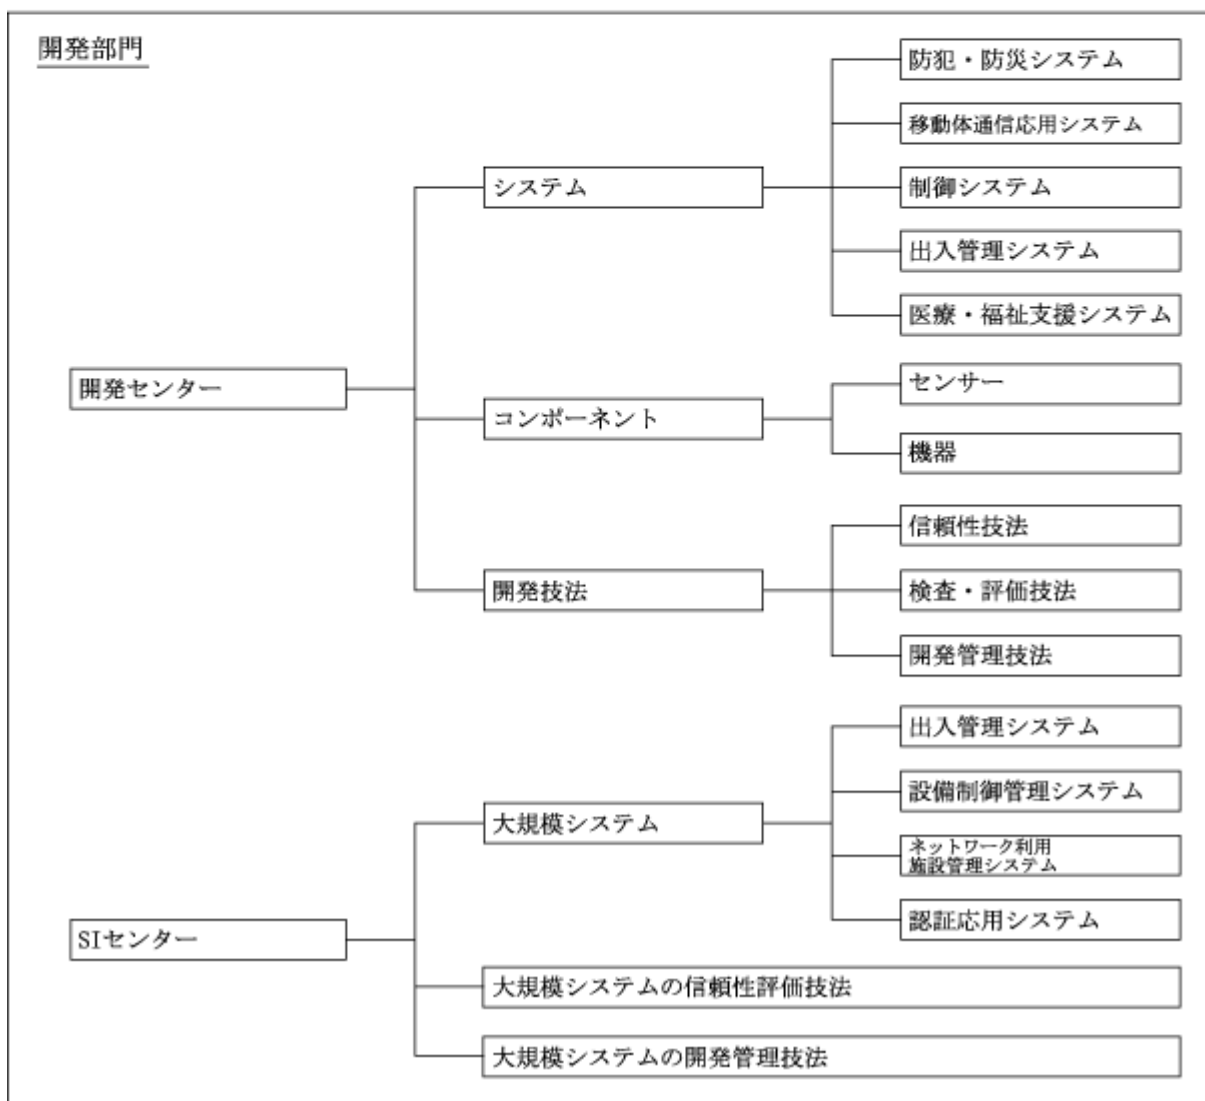 開発部門
防犯・防災システム
移動体通信応用システム
システム
制御システム
出入管理システム
医療・福祉支援システム
開発センター
センサー
コンポーネント
機器
信頼性技法
開発技法
検査・評価技法
開発管理技法
出入管理システム
設備制御管理システム
大規模システム
ネットワーク利用
施設管理システム
認証応用システム
SIセンター
大規模システムの信頼性評価技法
大規模システムの開発管理技法